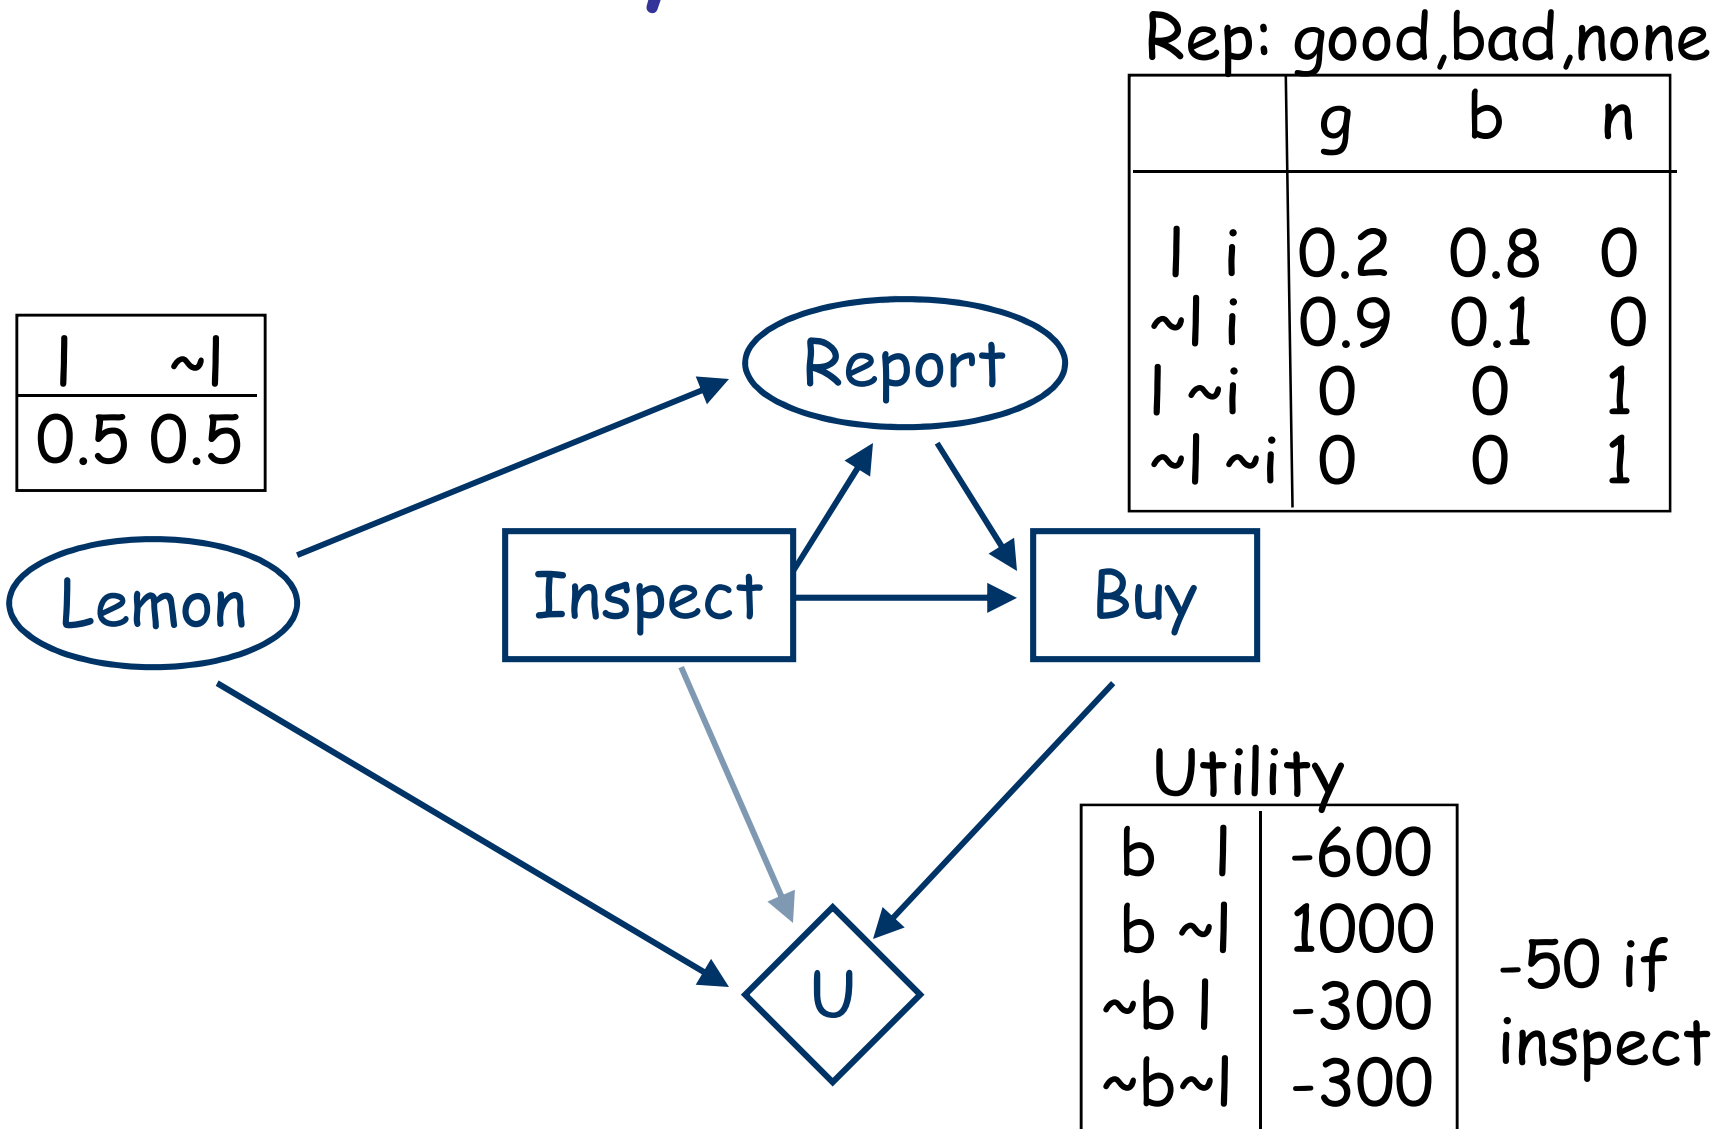 Rep: good,bad,none
g b n
l i 0.2 0.8 0
~l i 0.9 0.1 0
l ~i 0 0 1
~l ~i 0 0 1
l ~l
0.5 0.5
Report
Lemon
Inspect
Buy
U
Utility
b l -600
b ~l 1000
~b l -300
~b~l -300
-50 if
inspect